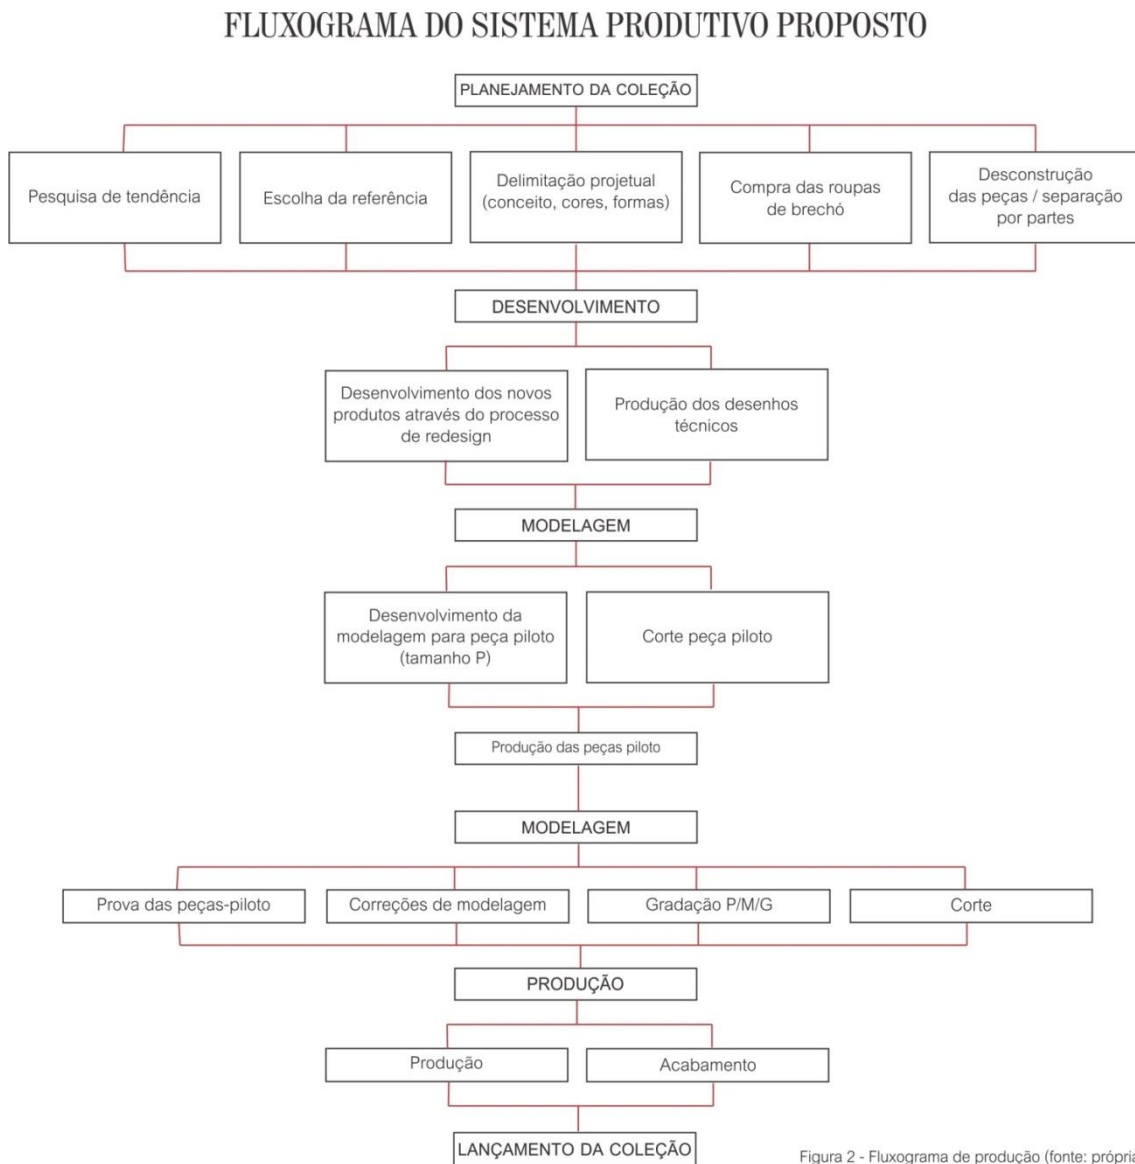 FLUXOGRAMA DO SISTEMA PRODUTIVO PROPOSTO
PLANEJAMENTO DA COLEÇÃO
Pesquisa de tendência
Escolha da referência
Delimitação projetual
(conceito, cores, formas)
Compra das roupas
de brechó
Desconstrução
das peças / separação
por partes
DESENVOLVIMENTO
Desenvolvimento dos novos
produtos através do processo
de redesign
Produção dos desenhos
técnicos
MODELAGEM
Desenvolvimento da
modelagem para peça piloto
(tamanho P)
Corte peça piloto
Produção das peças piloto
MODELAGEM
Prova das peças-piloto
Correções de modelagem
Gradação P/M/G
Corte
PRODUÇÃO
Produção
Acabamento
LANÇAMENTO DA COLEÇÃO
Figura 2 - Fluxograma de produção (fonte: própria